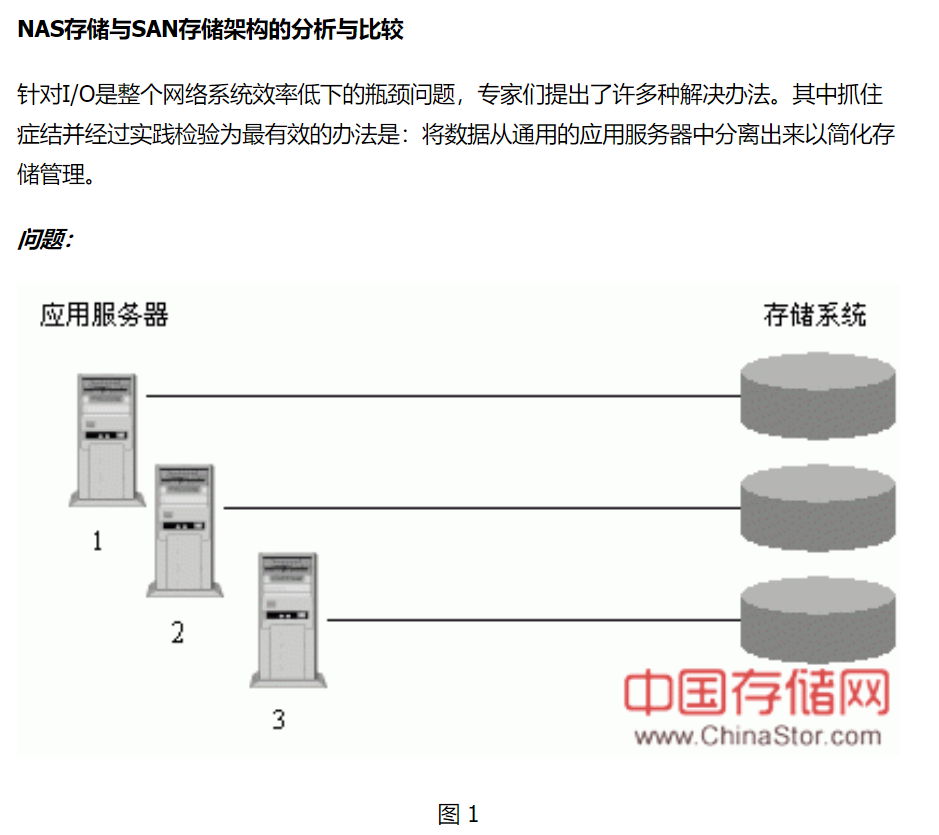 NAS存储与SAN存储架构的分析与比较
针对I/O是整个网络系统效率低下的瓶颈问题，专家们提出了许多种解决办法。其中抓住
症结并经过实践检验为最有效的办法是：将数据从通用的应用服务器中分离出来以简化存
储管理。
问题：
应用服务器
存储系统
1
2
3
中国存储网
www.ChinaStor.com
图 1